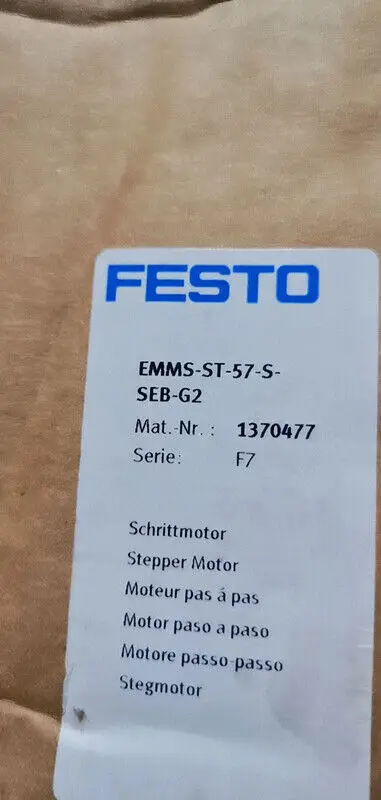 FESTO
EMMS-ST-57-S-
SEB-G2
Mat.-Nr. : 1370477
Serie: F7
Schrittmotor
Stepper Motor
Moteur pas á pas
Motor paso a paso
Motore passo-passo
Stegmotor